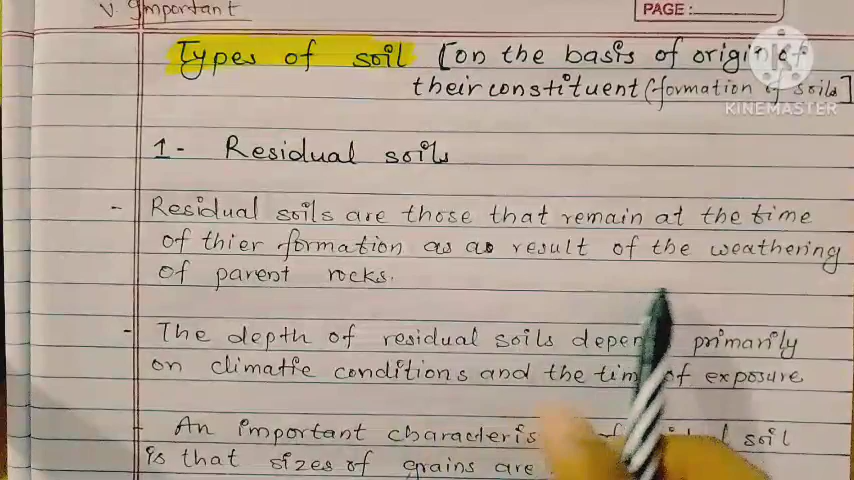 V. Important
PAGE:
Types of soil [on the basis of origin of
their constituent (formation of soils]
KINEMASTER
1- Residual soils
- Residual soils are those that remain at the time
of thier formation as as result of the weathering
of parent rocks.
- The depth of residual soils primarily
on climatic conditions and the of exposure
- An important soil
is that sizes of grains are